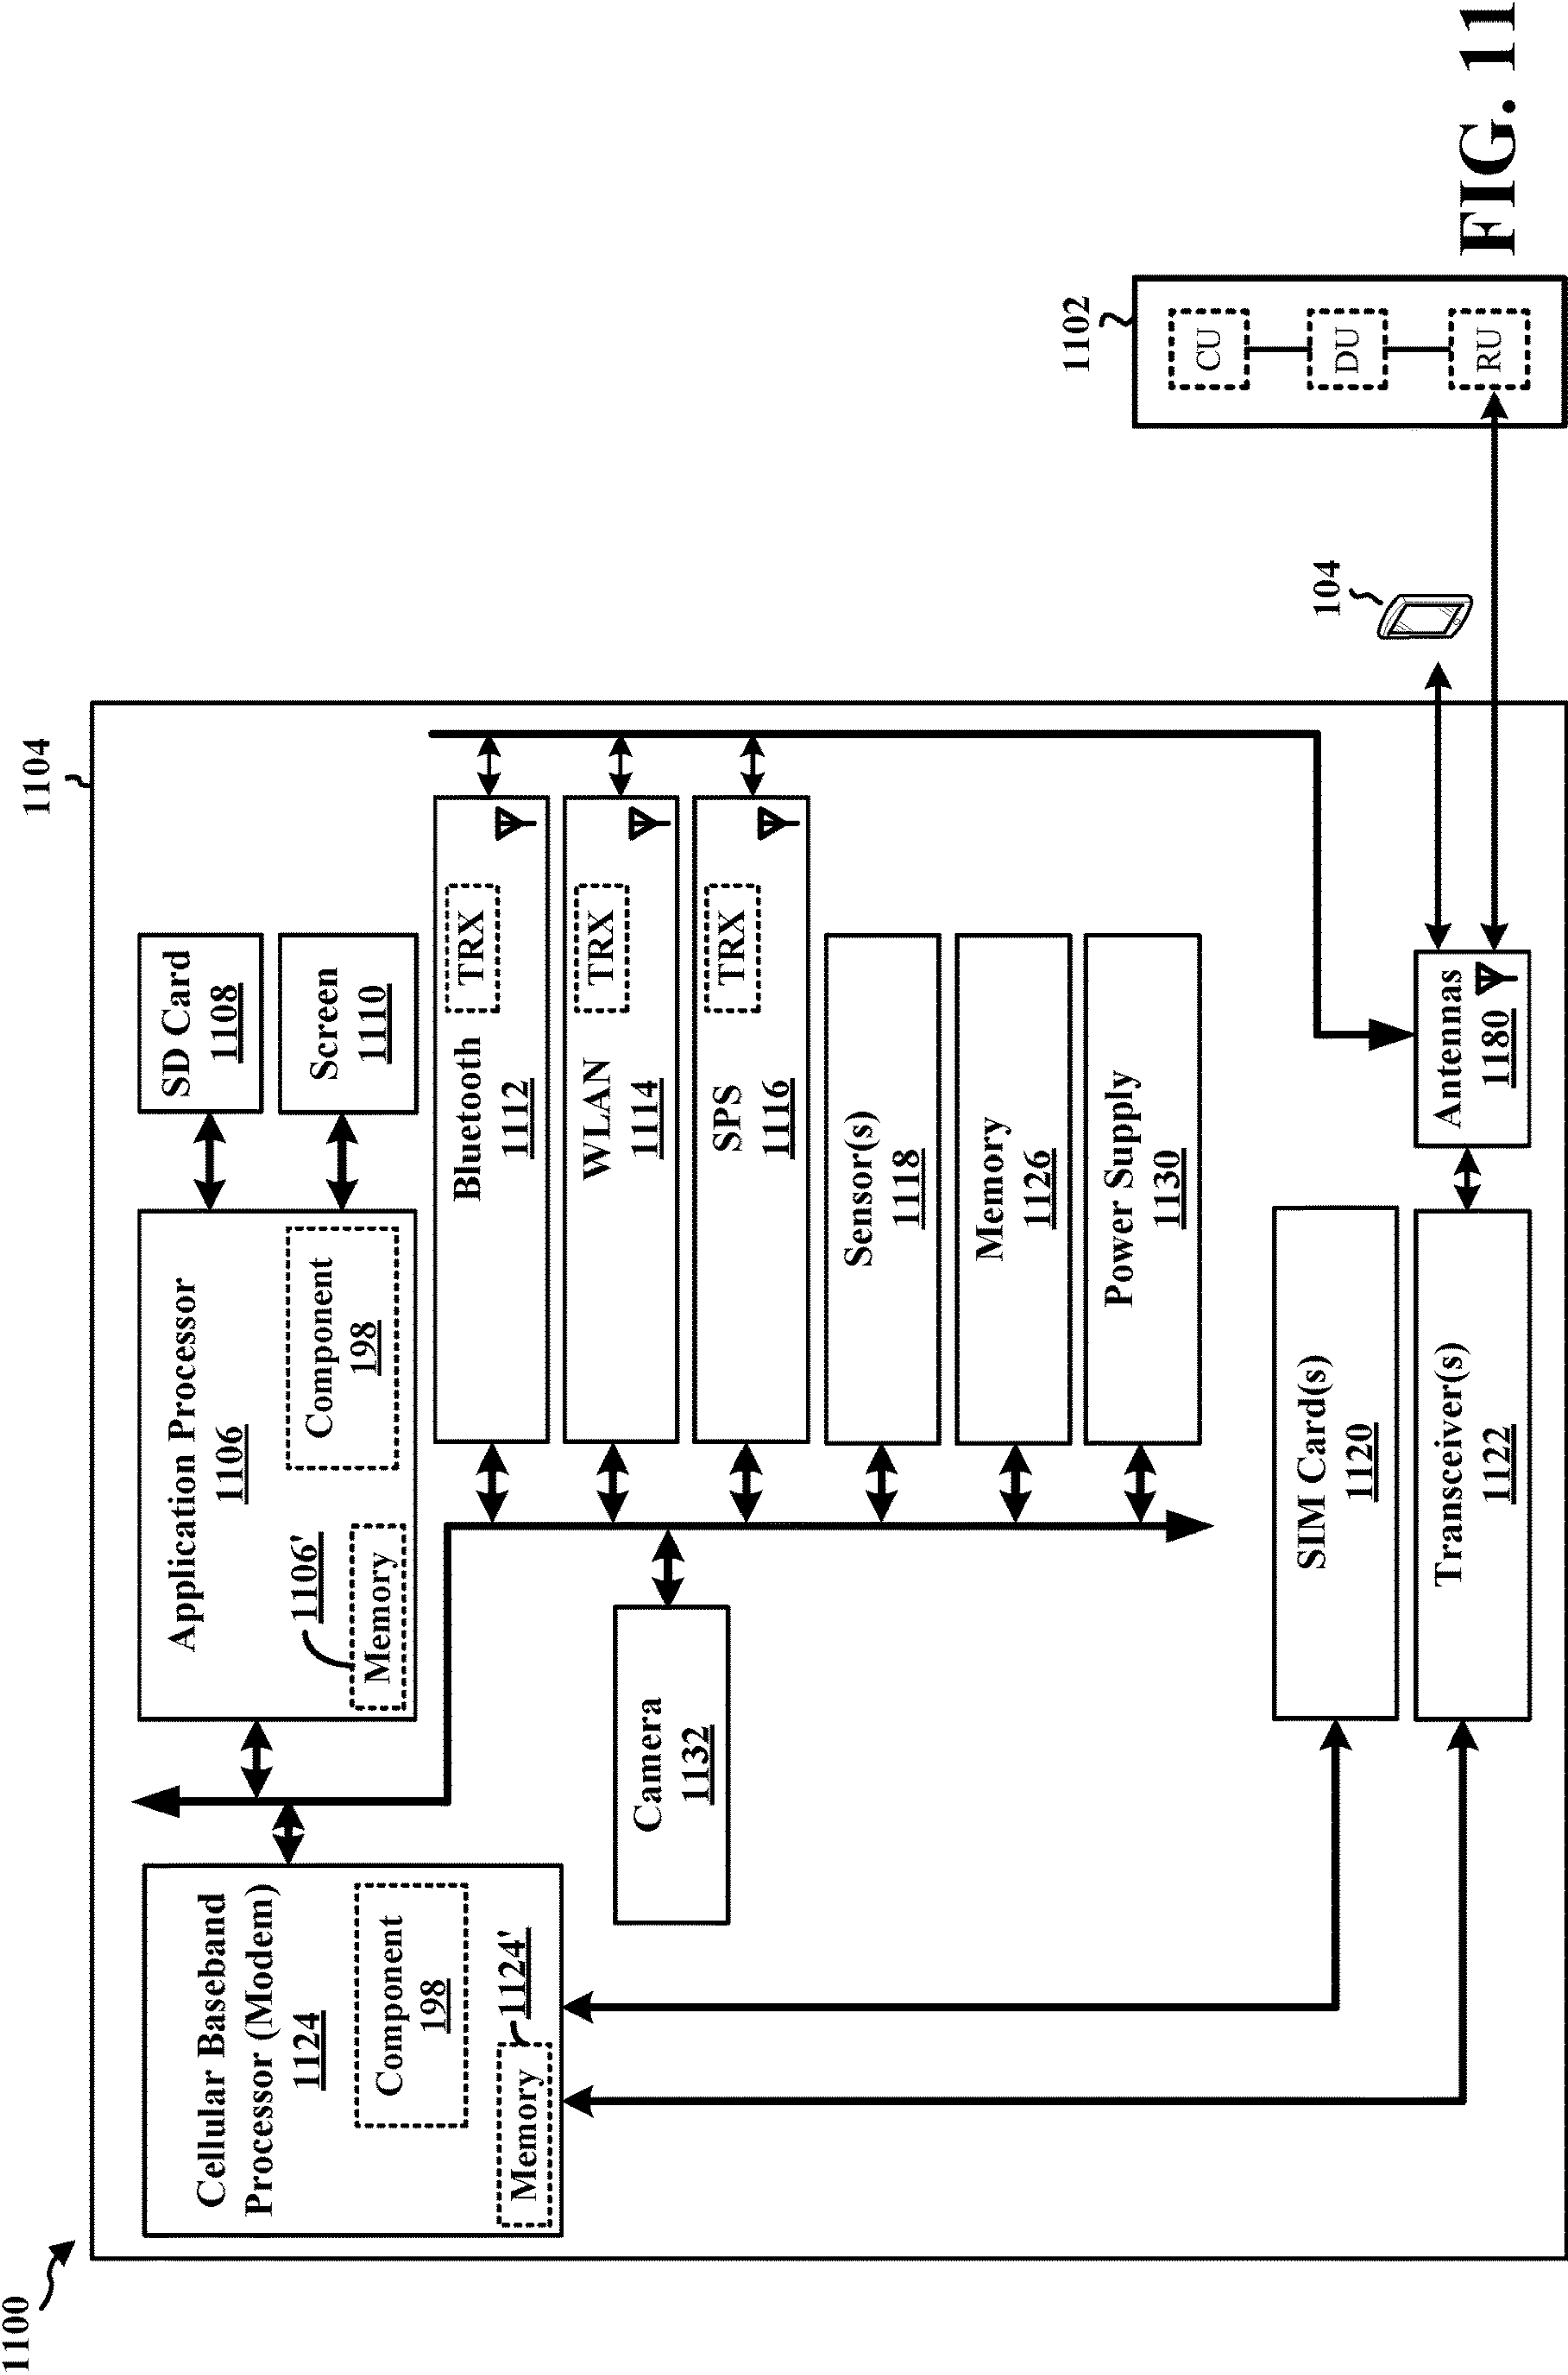 1100
1104
Cellular Baseband
Processor (Modem)
1124
Component
198
Memory
1124'
Application Processor
1106
1106'
Memory
Component
198
SD Card
1108
Screen
1110
Bluetooth
1112
TRX
WLAN
1114
TRX
SPS
1116
TRX
Camera
1132
Sensor(s)
1118
Memory
1126
Power Supply
1130
SIM Card(s)
1120
Transceiver(s)
1122
Antennas
1180
104
1102
CU
DU
RU
FIG. 11